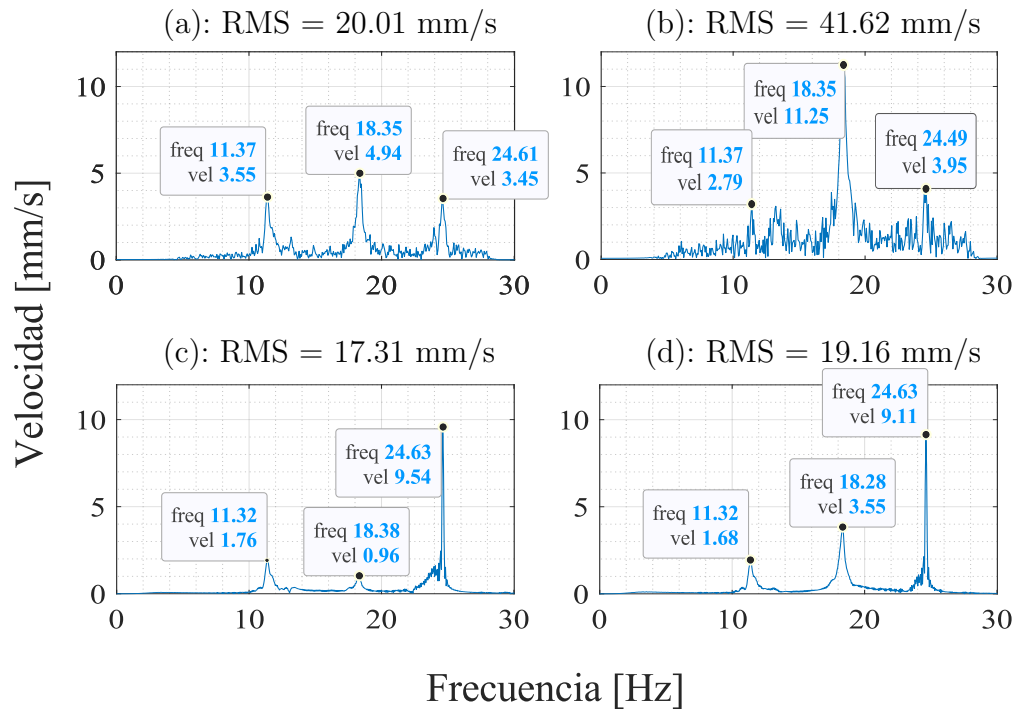 (a): RMS = 20.01 mm/s
freq 11.37
vel 3.55
freq 18.35
vel 4.94
freq 24.61
vel 3.45
10
5
0
0
10
20
30
(b): RMS = 41.62 mm/s
freq 11.37
vel 2.79
freq 18.35
vel 11.25
freq 24.49
vel 3.95
10
5
0
0
10
20
30
(c): RMS = 17.31 mm/s
freq 11.32
vel 1.76
freq 18.38
vel 0.96
freq 24.63
vel 9.54
10
5
0
0
10
20
30
(d): RMS = 19.16 mm/s
freq 11.32
vel 1.68
freq 18.28
vel 3.55
freq 24.63
vel 9.11
10
5
0
0
10
20
30
Velocidad [mm/s]
Frecuencia [Hz]